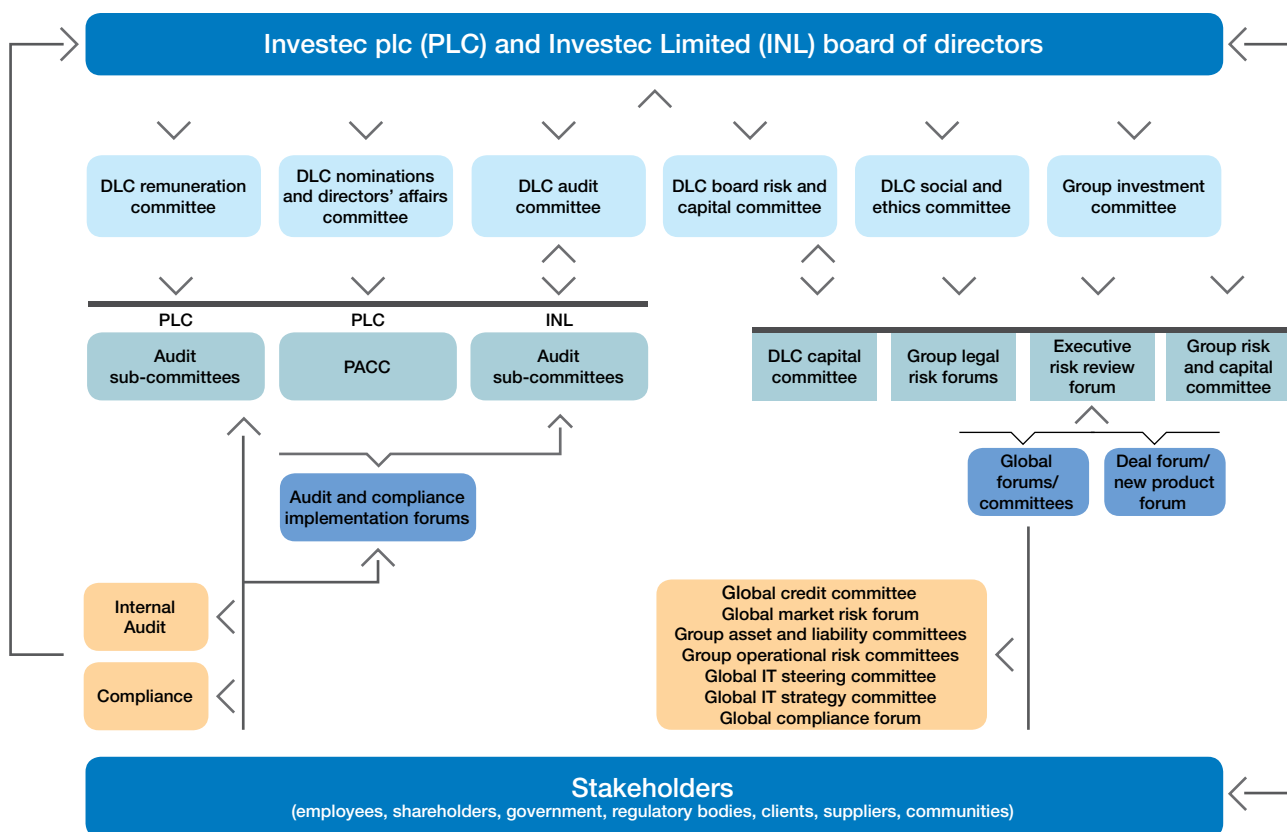 Investec plc (PLC) and Investec Limited (INL) board of directors
DLC remuneration
committee
DLC nominations
and directors’ affairs
committee
DLC audit
committee
DLC board risk and
capital committee
DLC social and
ethics committee
Group investment
committee
PLC
Audit
sub-committees
PLC
PACC
INL
Audit
sub-committees
DLC capital
committee
Group legal
risk forums
Executive
risk review
forum
Group risk
and capital
committee
Audit and compliance
implementation forums
Global
forums/
committees
Deal forum/
new product
forum
Internal
Audit
Compliance
Global credit committee
Global market risk forum
Group asset and liability committees
Group operational risk committees
Global IT steering committee
Global IT strategy committee
Global compliance forum
Stakeholders
(employees, shareholders, government, regulatory bodies, clients, suppliers, communities)